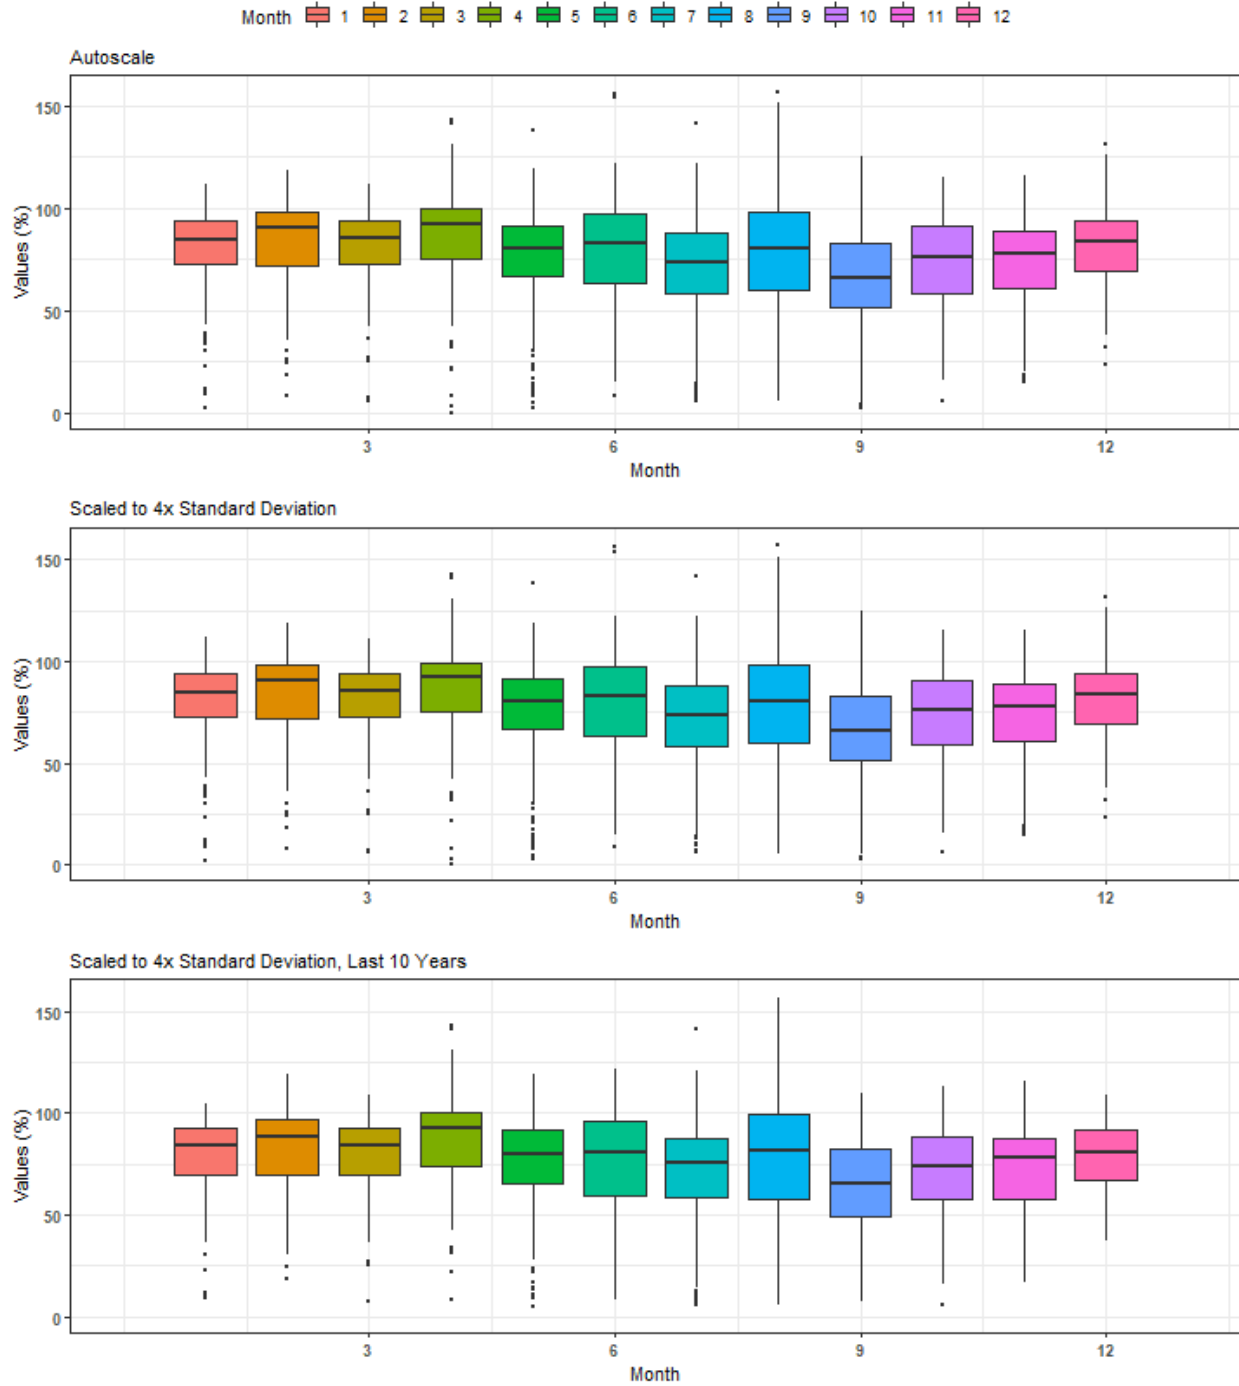 Month 1 2 3 4 5 6 7 8 9 10 11 12
Autoscale
Values (%)
150
100
50
0
3 6 9 12
Month
Scaled to 4x Standard Deviation
Values (%)
150
100
50
0
3 6 9 12
Month
Scaled to 4x Standard Deviation, Last 10 Years
Values (%)
150
100
50
0
3 6 9 12
Month